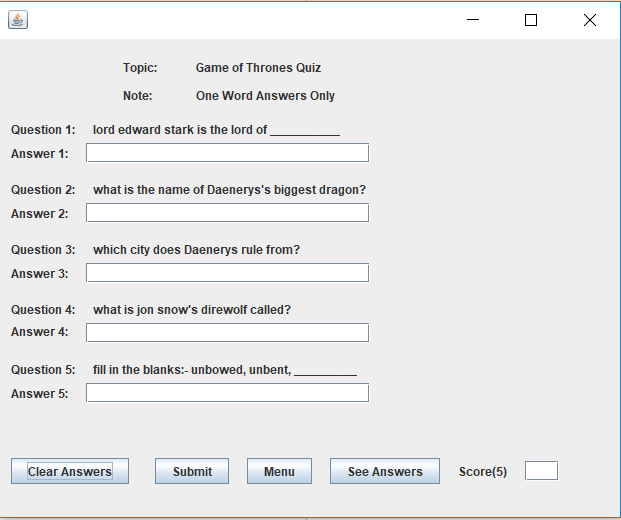 Topic: Game of Thrones Quiz
Note: One Word Answers Only
Question 1: lord edward stark is the lord of ___________
Answer 1:
Question 2: what is the name of Daenerys's biggest dragon?
Answer 2:
Question 3: which city does Daenerys rule from?
Answer 3:
Question 4: what is jon snow's direwolf called?
Answer 4:
Question 5: fill in the blanks:- unbowed, unbent, __________
Answer 5:
Clear Answers Submit Menu See Answers Score(5)